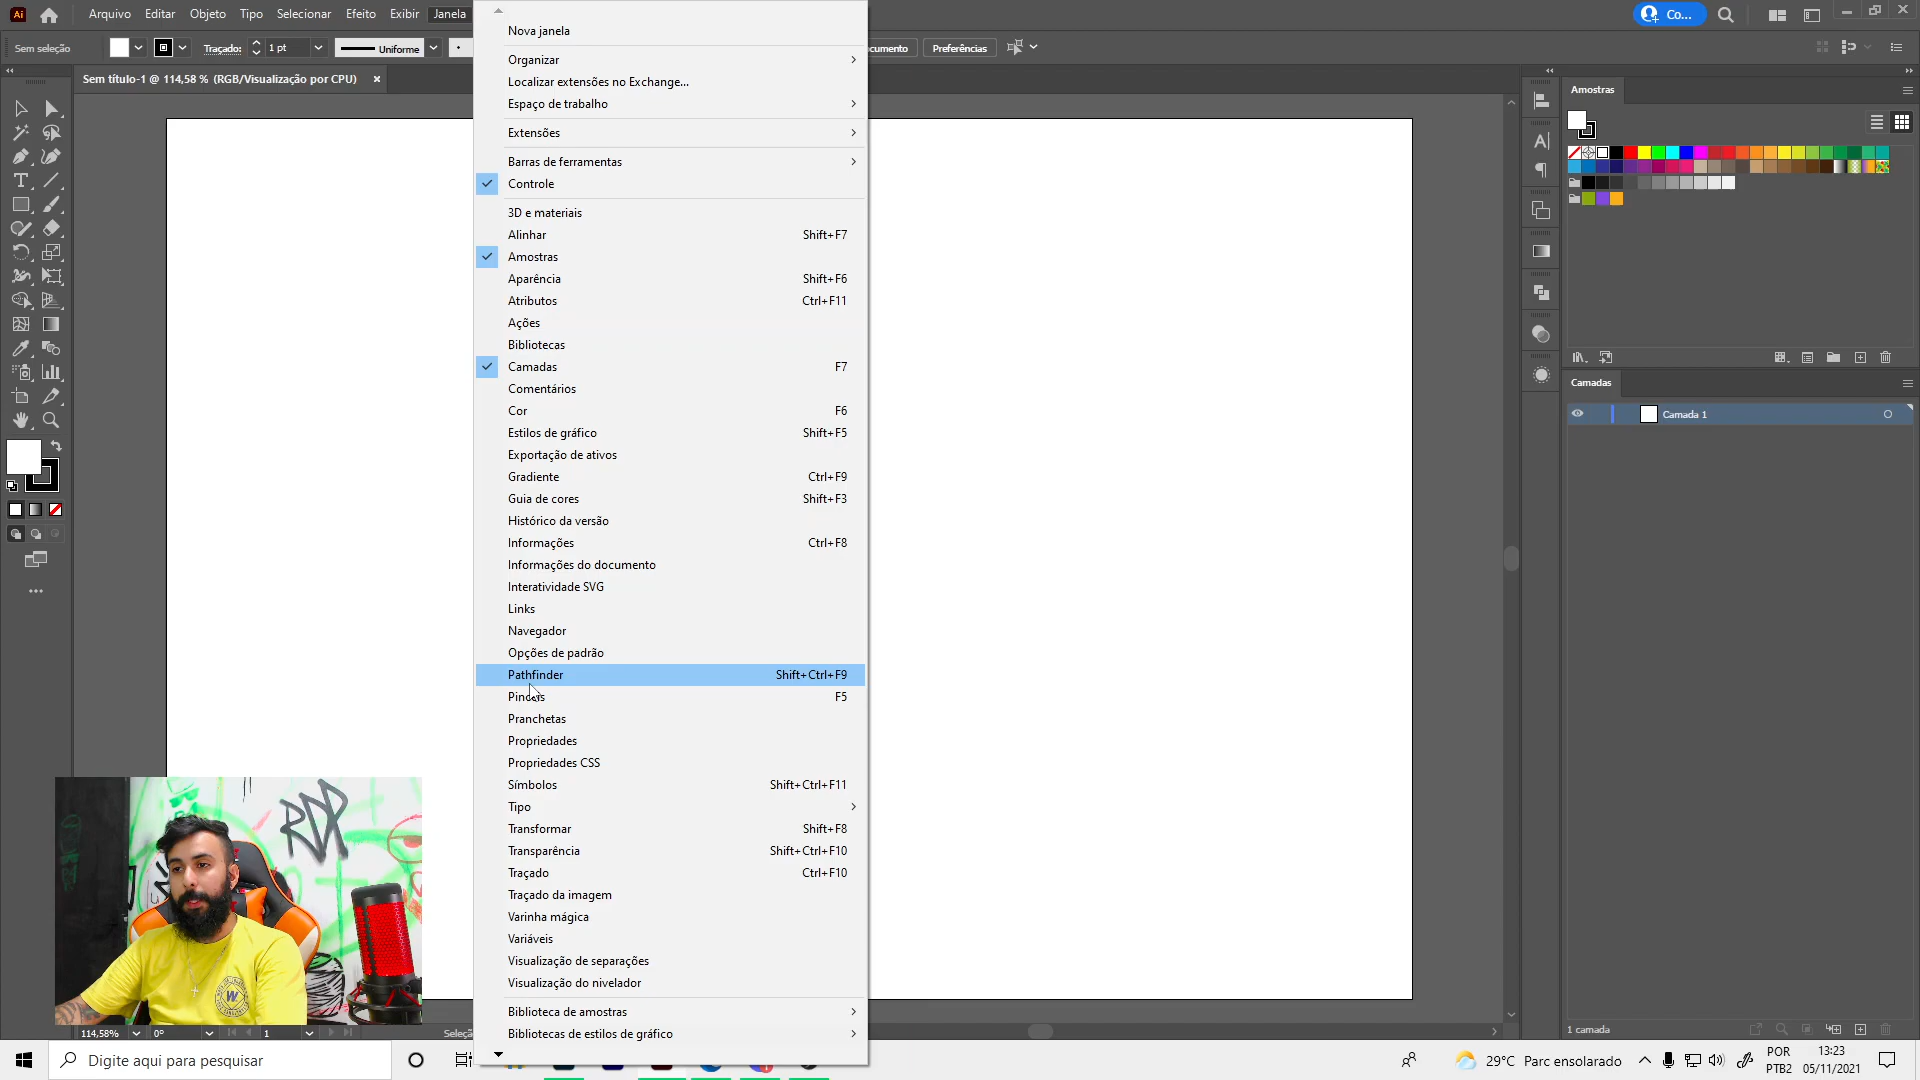 Ai
Arquivo
Editar
Objeto
Tipo
Selecionar
Efeito
Exibir
Janela
Co...
Sem seleção
Traçado:
1 pt
Uniforme
ocumento
Preferências
Sem título-1 @ 114,58 % (RGB/Visualização por CPU)
Nova janela
Organizar
Localizar extensões no Exchange...
Espaço de trabalho
Extensões
Barras de ferramentas
Controle
3D e materiais
Alinhar Shift+F7
Amostras
Aparência Shift+F6
Atributos Ctrl+F11
Ações
Bibliotecas
Camadas F7
Comentários
Cor F6
Estilos de gráfico Shift+F5
Exportação de ativos
Gradiente Ctrl+F9
Guia de cores Shift+F3
Histórico da versão
Informações Ctrl+F8
Informações do documento
Interatividade SVG
Links
Navegador
Opções de padrão
Pathfinder Shift+Ctrl+F9
Pincéis F5
Pranchetas
Propriedades
Propriedades CSS
Símbolos Shift+Ctrl+F11
Tipo
Transformar Shift+F8
Transparência Shift+Ctrl+F10
Traçado Ctrl+F10
Traçado da imagem
Varinha mágica
Variáveis
Visualização de separações
Visualização do nivelador
Biblioteca de amostras
Bibliotecas de estilos de gráfico
Amostras
Camadas
Camada 1
1 camada
RDP
W
114,58%
0°
1
Seleçã
Digite aqui para pesquisar
29°C Parc ensolarado
POR
PTB2
13:23
05/11/2021